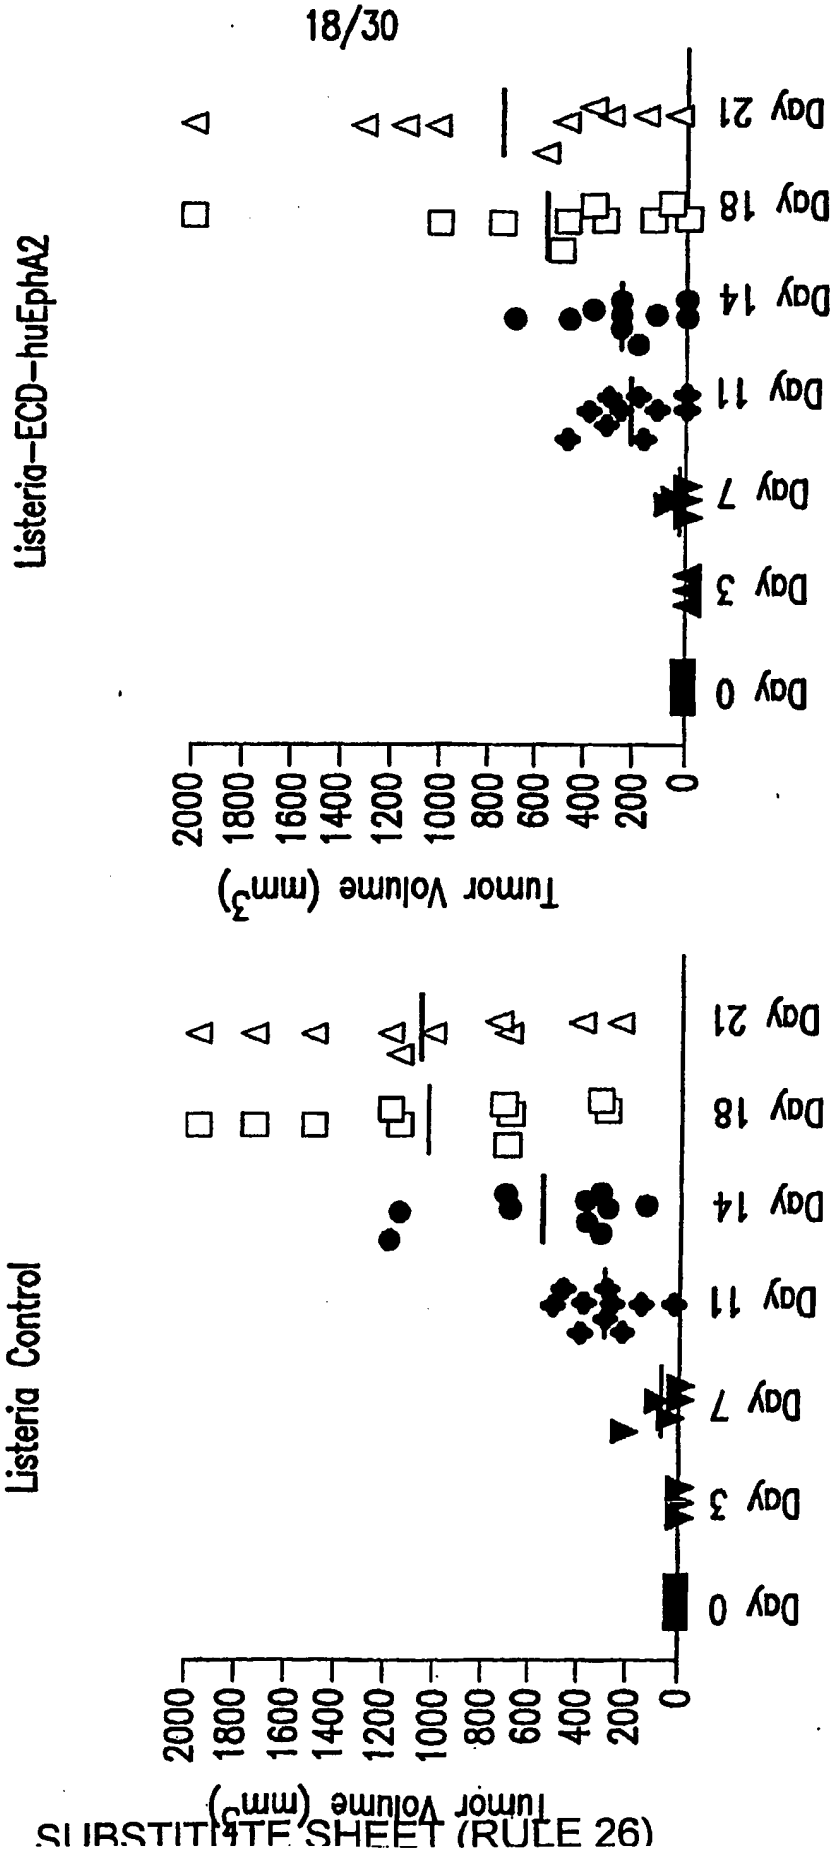 18/30
Listeria Control
Tumor Volume (mm3)
2000
1800
1600
1400
1200
1000
800
600
400
200
0
Day 0
Day 3
Day 7
Day 11
Day 14
Day 18
Day 21
Listeria-ECD-huEphA2
Tumor Volume (mm3)
2000
1800
1600
1400
1200
1000
800
600
400
200
0
Day 0
Day 3
Day 7
Day 11
Day 14
Day 18
Day 21
SUBSTITUTE SHEET (RULE 26)